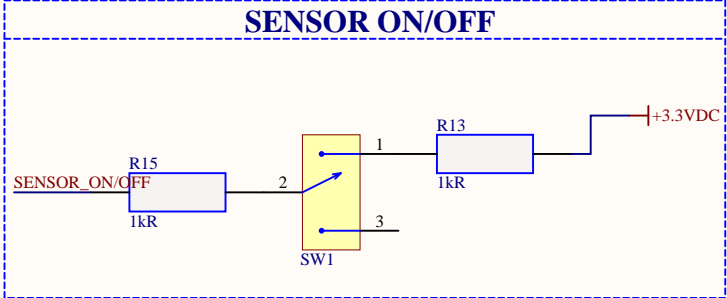 SENSOR ON/OFF
+3.3VDC
R13
1
1kR
R15
SENSOR_ON/OFF
2
1kR
3
SW1